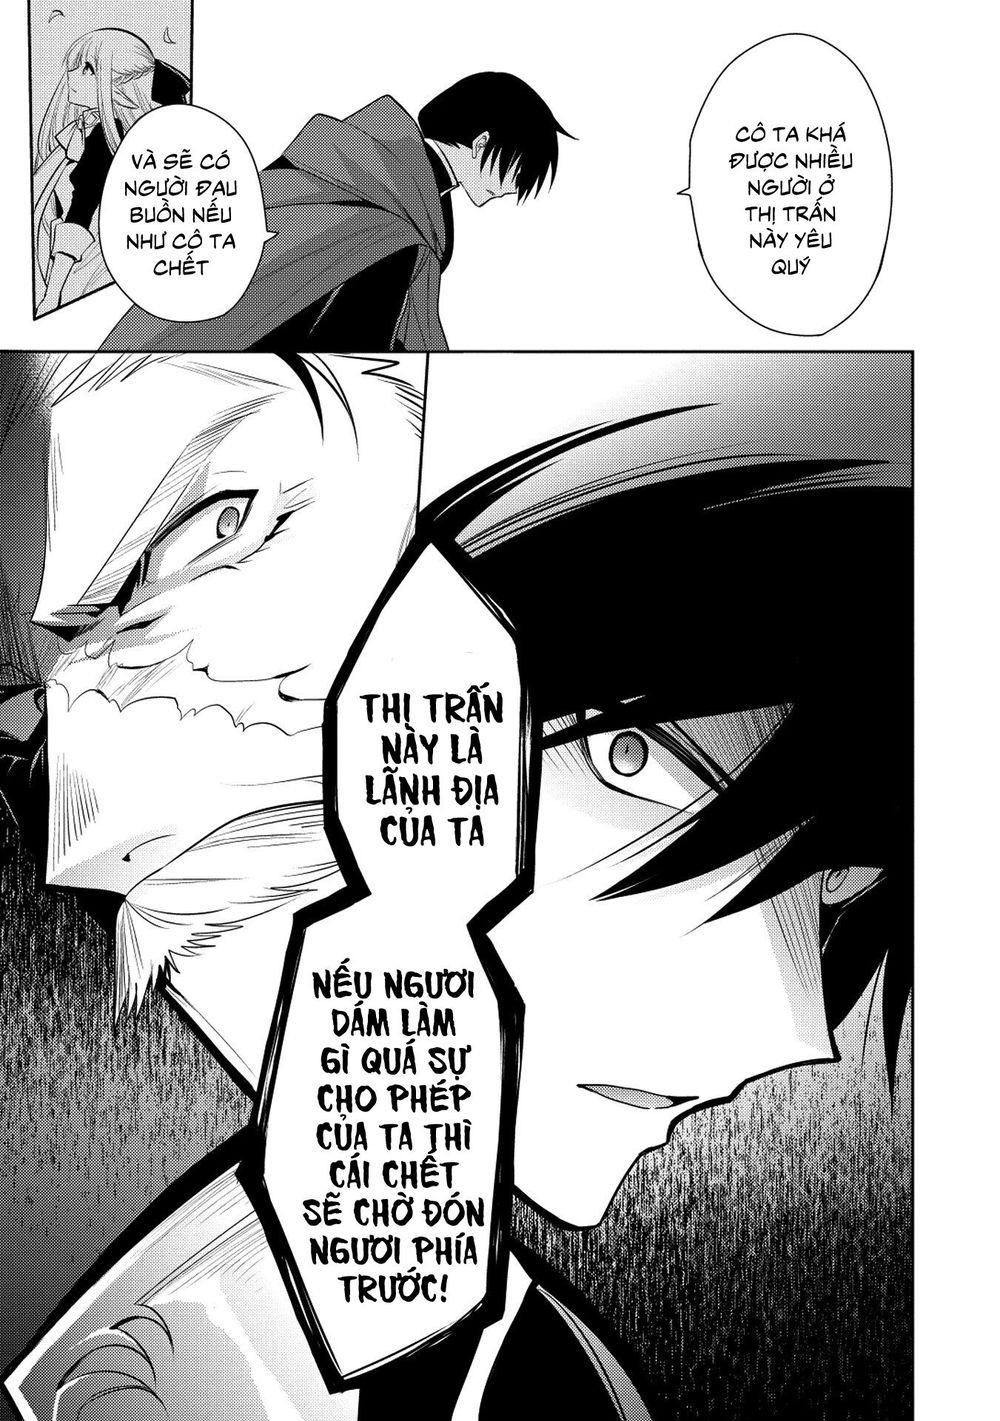 CÔ TA KHÁ
ĐƯỢC NHIỀU
NGƯỜI Ở
THỊ TRẤN
NÀY YÊU
QUÝ
VÀ SẼ CÓ
NGƯỜI ĐAU
BUỒN NẾU
NHƯ CÔ TA
CHẾT
THỊ TRẤN
NÀY LÀ
LÃNH ĐỊA
CỦA TA
NẾU NGƯƠI
DÁM LÀM
GÌ QUÁ SỰ
CHO PHÉP
CỦA TA THÌ
CÁI CHẾT
SẼ CHỜ ĐÓN
NGƯƠI PHÍA
TRƯỚC!